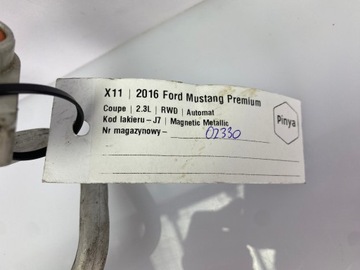 X11 | 2016 Ford Mustang Premium
Coupe | 2.3L | RWD | Automat
Kod lakieru - J7 | Magnetic Metallic
Nr magazynowy - 02330
Pinya